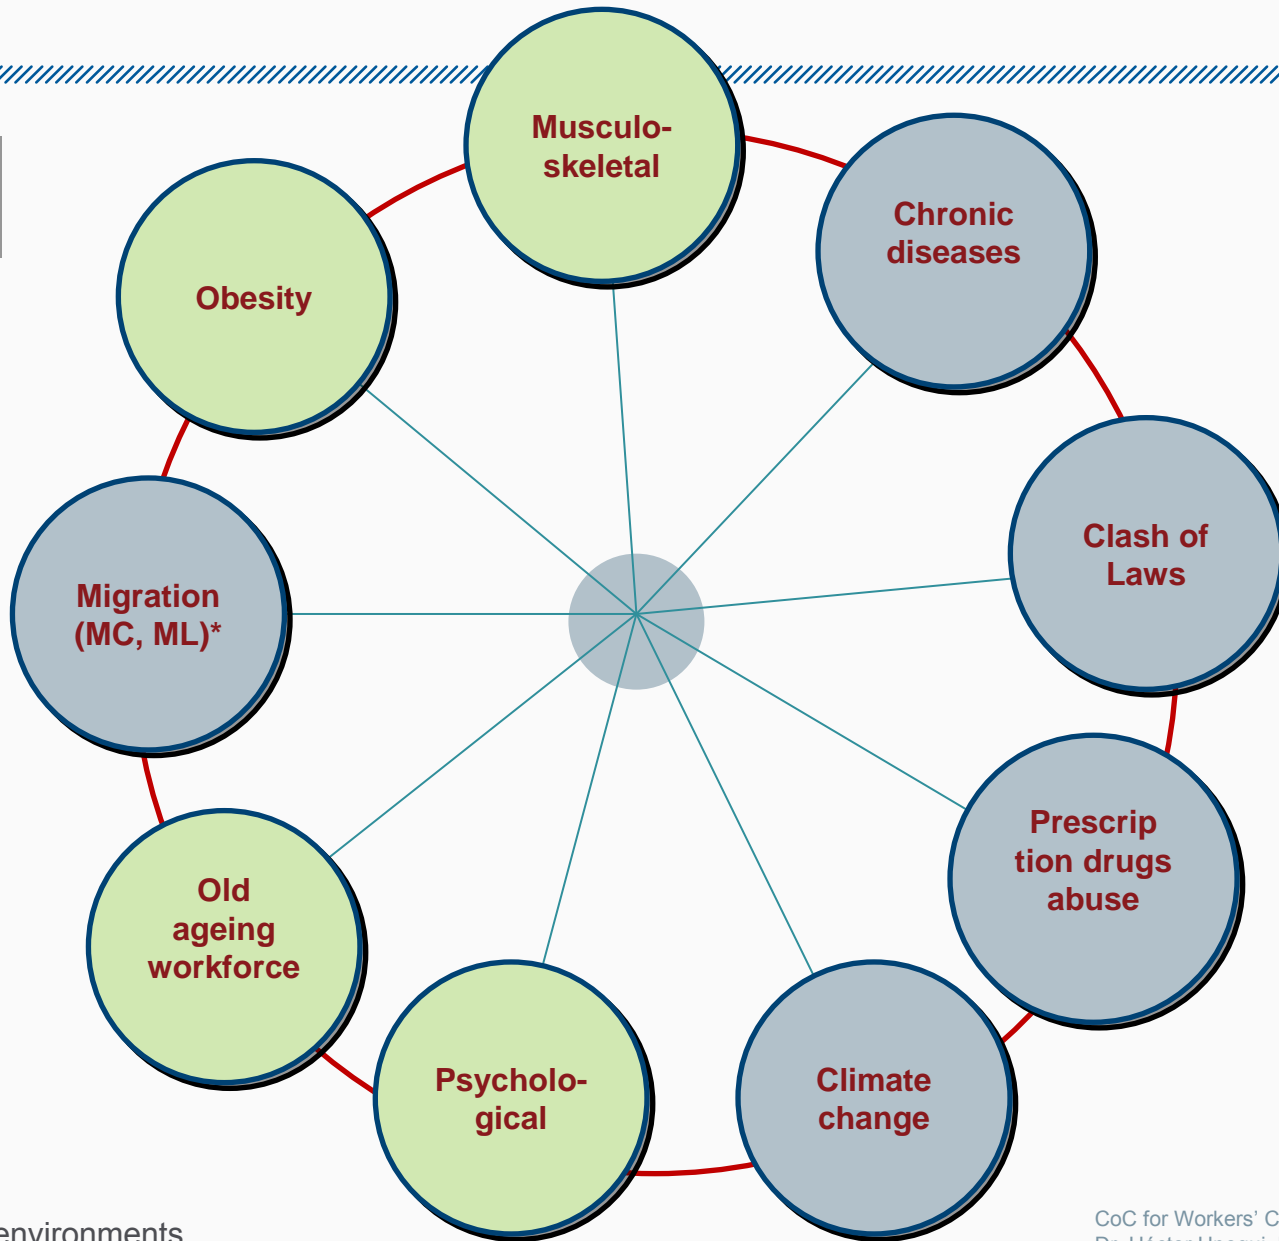 Musculo-
skeletal
Chronic
diseases
Obesity
Clash of
Laws
Migration
(MC, ML)*
Prescrip
tion drugs
abuse
Old
ageing
workforce
Psycholo-
gical
Climate
change
environments
CoC for Workers' C